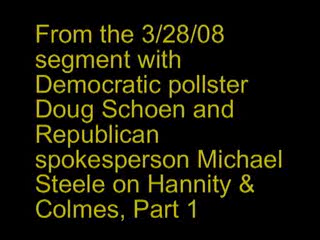 From the 3/28/08
segment with
Democratic pollster
Doug Schoen and
Republican
spokesperson Michael
Steele on Hannity &
Colmes, Part 1